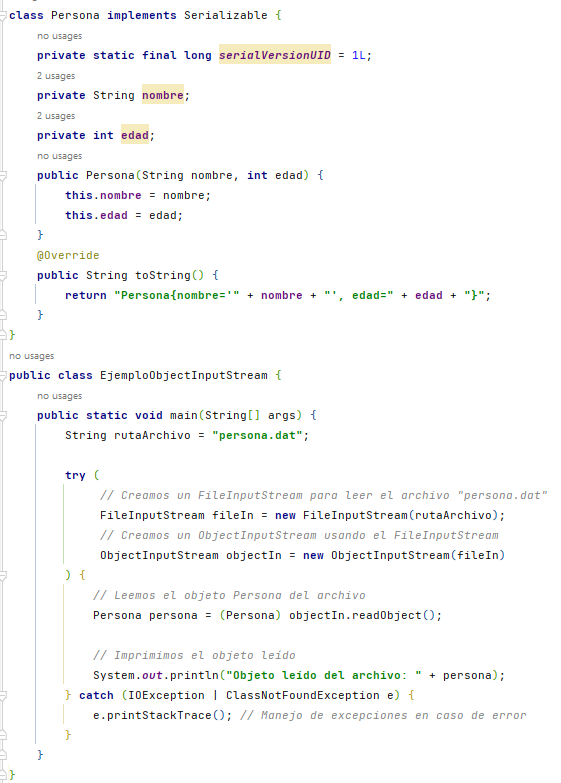 class Persona implements Serializable {
no usages
private static final long serialVersionUID = 1L;
2 usages
private String nombre;
2 usages
private int edad;
no usages
public Persona(String nombre, int edad) {
this.nombre = nombre;
this.edad = edad;
}
@Override
public String toString() {
return "Persona{nombre='" + nombre + "', edad=" + edad + "}";
}
}
no usages
public class EjemploObjectInputStream {
no usages
public static void main(String[] args) {
String rutaArchivo = "persona.dat";
try (
// Creamos un FileInputStream para leer el archivo "persona.dat"
FileInputStream fileIn = new FileInputStream(rutaArchivo);
// Creamos un ObjectInputStream usando el FileInputStream
ObjectInputStream objectIn = new ObjectInputStream(fileIn)
) {
// Leemos el objeto Persona del archivo
Persona persona = (Persona) objectIn.readObject();
// Imprimimos el objeto leído
System.out.println("Objeto leído del archivo: " + persona);
} catch (IOException | ClassNotFoundException e) {
e.printStackTrace(); // Manejo de excepciones en caso de error
}
}
}